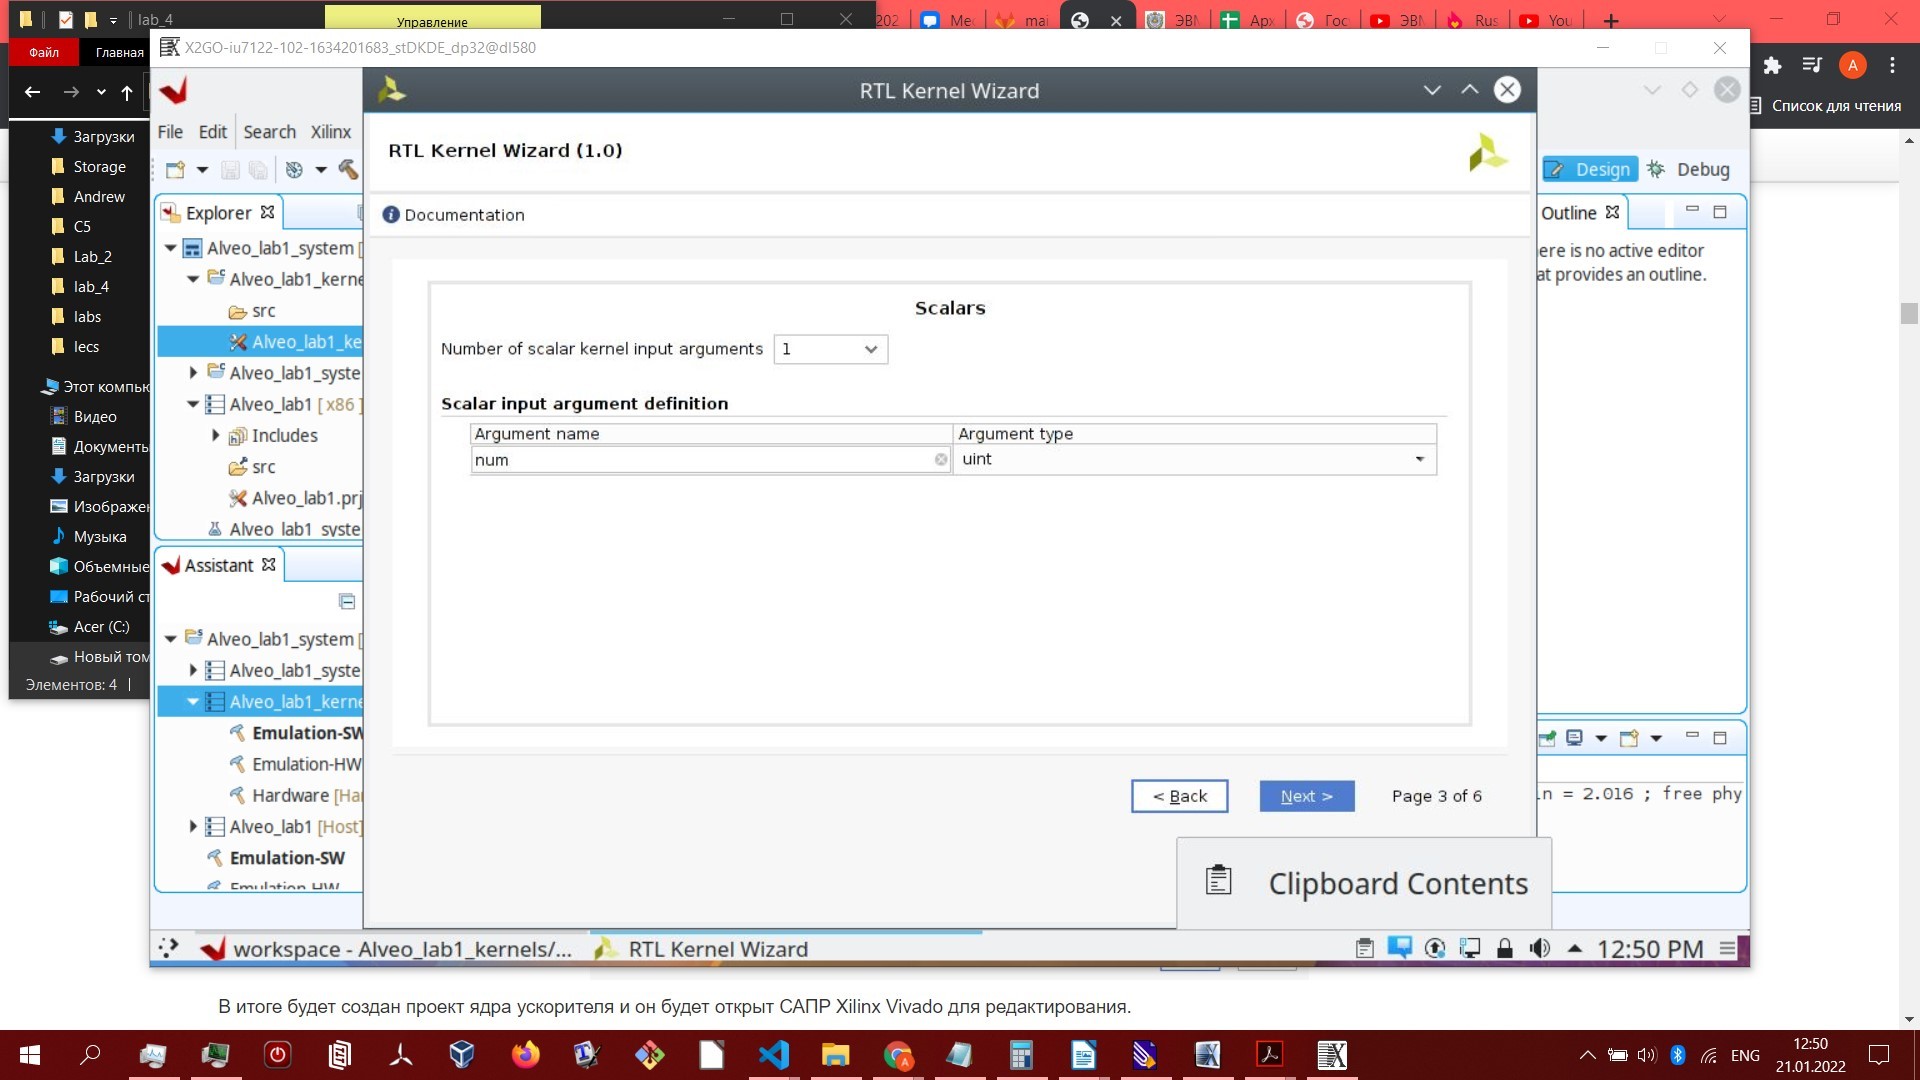 lab_4
Управление
202
Мес
mai
ЭВМ
Арх
Гос
ЭВМ
Rus
You
Файл
Главная
X2GO-iu7122-102-1634201683_stDKDE_dp32@dl580
A
Список для чтения
Загрузки
Storage
Andrew
C5
Lab_2
lab_4
labs
lecs
Этот компью
Видео
Документы
Загрузки
Изображен
Музыка
Объемные
Рабочий ст
Acer (C:)
Новый том
Элементов: 4
File Edit Search Xilinx
Explorer
Alveo_lab1_system [
Alveo_lab1_kerne
src
Alveo_lab1_ke
Alveo_lab1_syste
Alveo_lab1 [ x86 ]
Includes
src
Alveo_lab1.prj
Alveo_lab1_syste
Assistant
Alveo_lab1_system [
Alveo_lab1_syste
Alveo_lab1_kerne
Emulation-SW
Emulation-HW
Hardware [Har
Alveo_lab1 [Host]
Emulation-SW
Emulation-HW
RTL Kernel Wizard
RTL Kernel Wizard (1.0)
Documentation
Scalars
Number of scalar kernel input arguments 1
Scalar input argument definition
Argument name Argument type
num uint
< Back Next > Page 3 of 6
Design Debug
Outline
ere is no active editor
at provides an outline.
in = 2.016 ; free phy
Clipboard Contents
workspace - Alveo_lab1_kernels/...
RTL Kernel Wizard
12:50 PM
В итоге будет создан проект ядра ускорителя и он будет открыт САПР Xilinx Vivado для редактирования.
ENG
12:50
21.01.2022